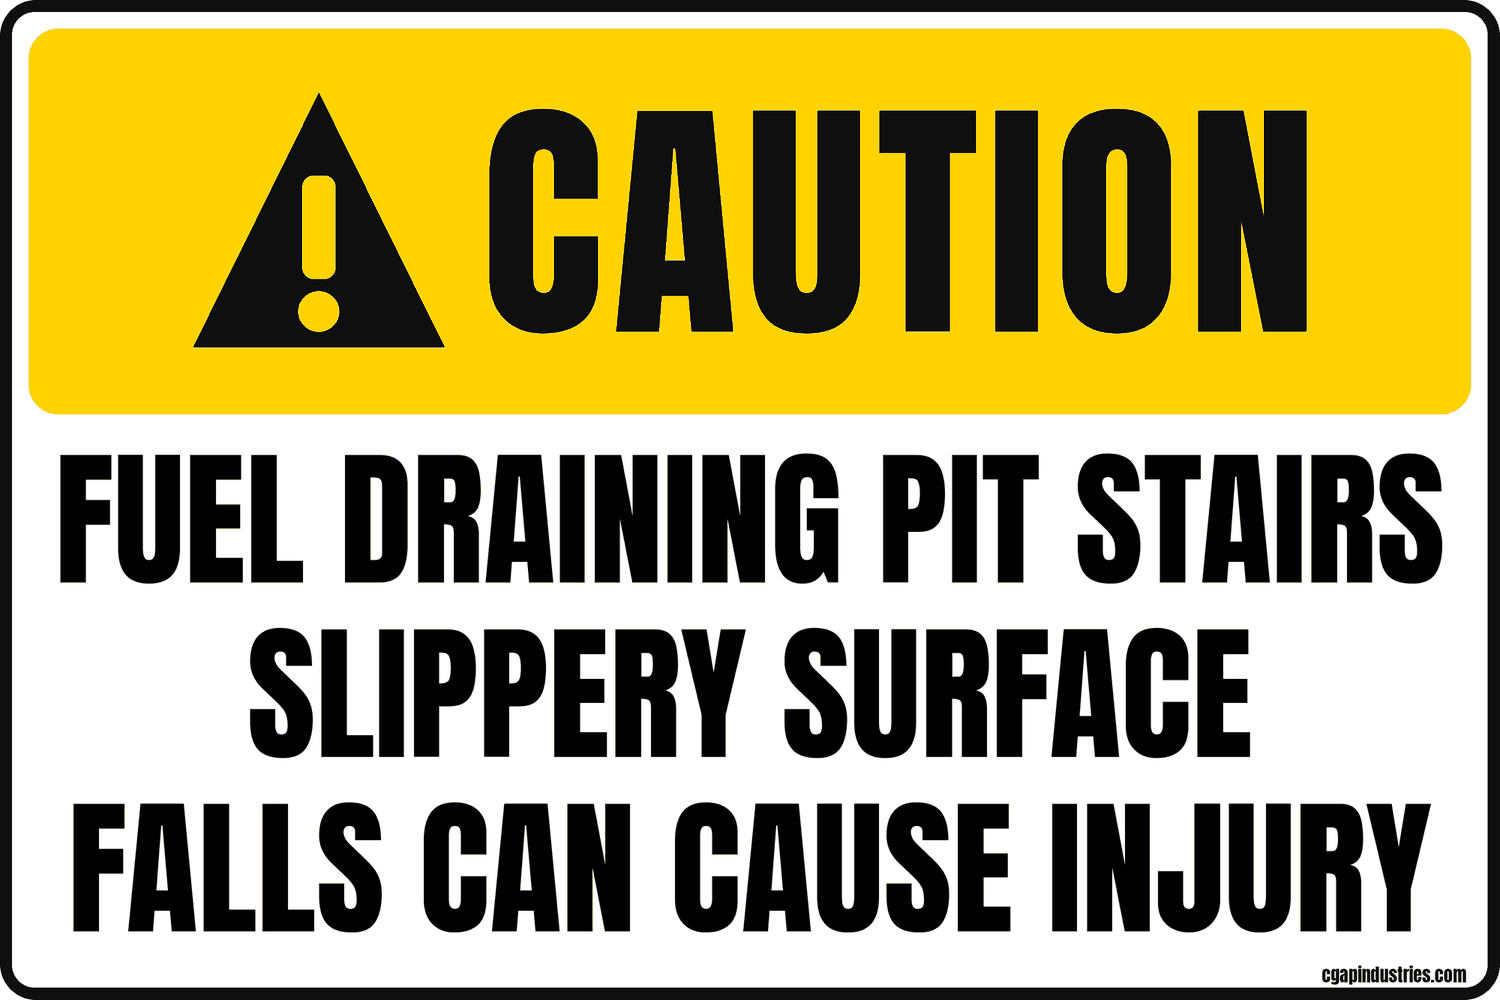 CAUTION
FUEL DRAINING PIT STAIRS
SLIPPERY SURFACE
FALLS CAN CAUSE INJURY
cgapindustries.com